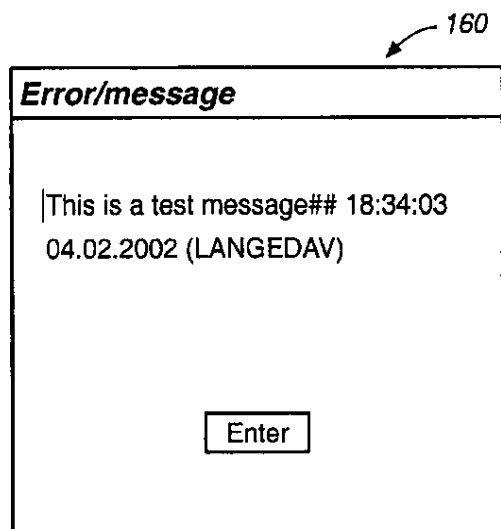 160
Error/message
This is a test message## 18:34:03
04.02.2002 (LANGEDAV)
Enter